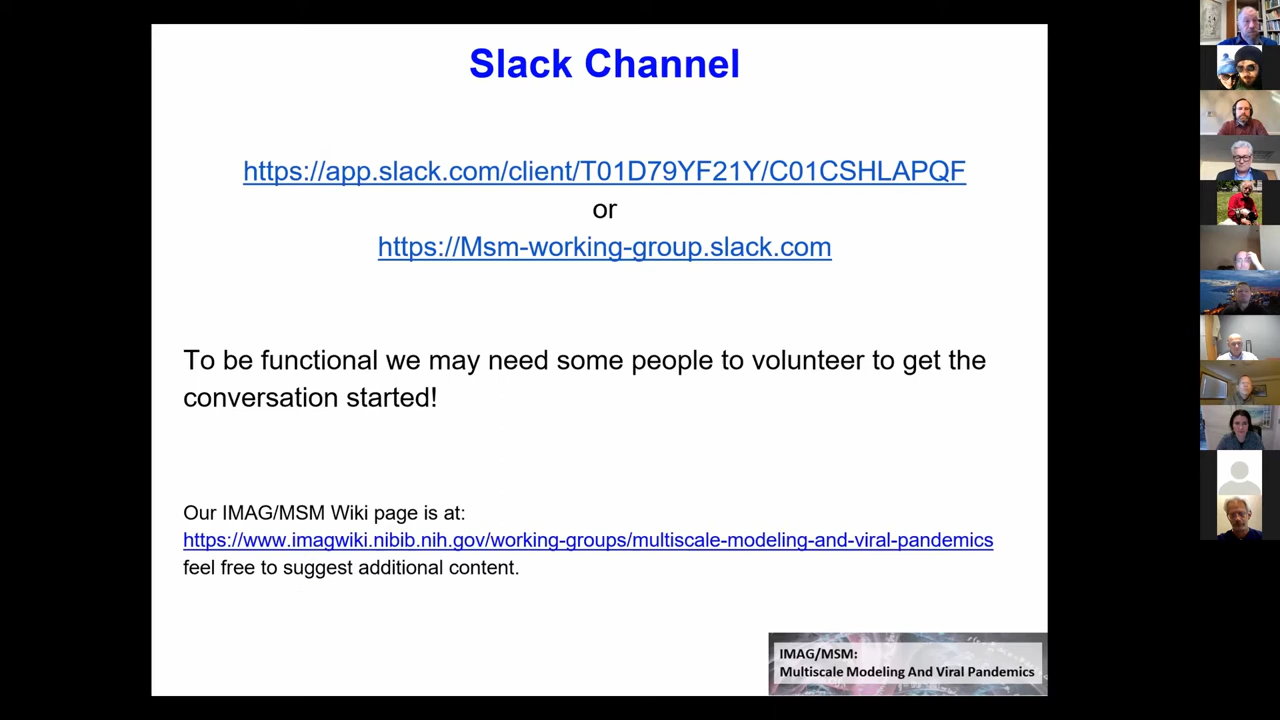 Slack Channel
https://app.slack.com/client/T01D79YF21Y/C01CSHLAPQF
or
https://Msm-working-group.slack.com
To be functional we may need some people to volunteer to get the
conversation started!
Our IMAG/MSM Wiki page is at:
https://www.imagwiki.nibib.nih.gov/working-groups/multiscale-modeling-and-viral-pandemics
feel free to suggest additional content.
IMAG/MSM:
Multiscale Modeling And Viral Pandemics